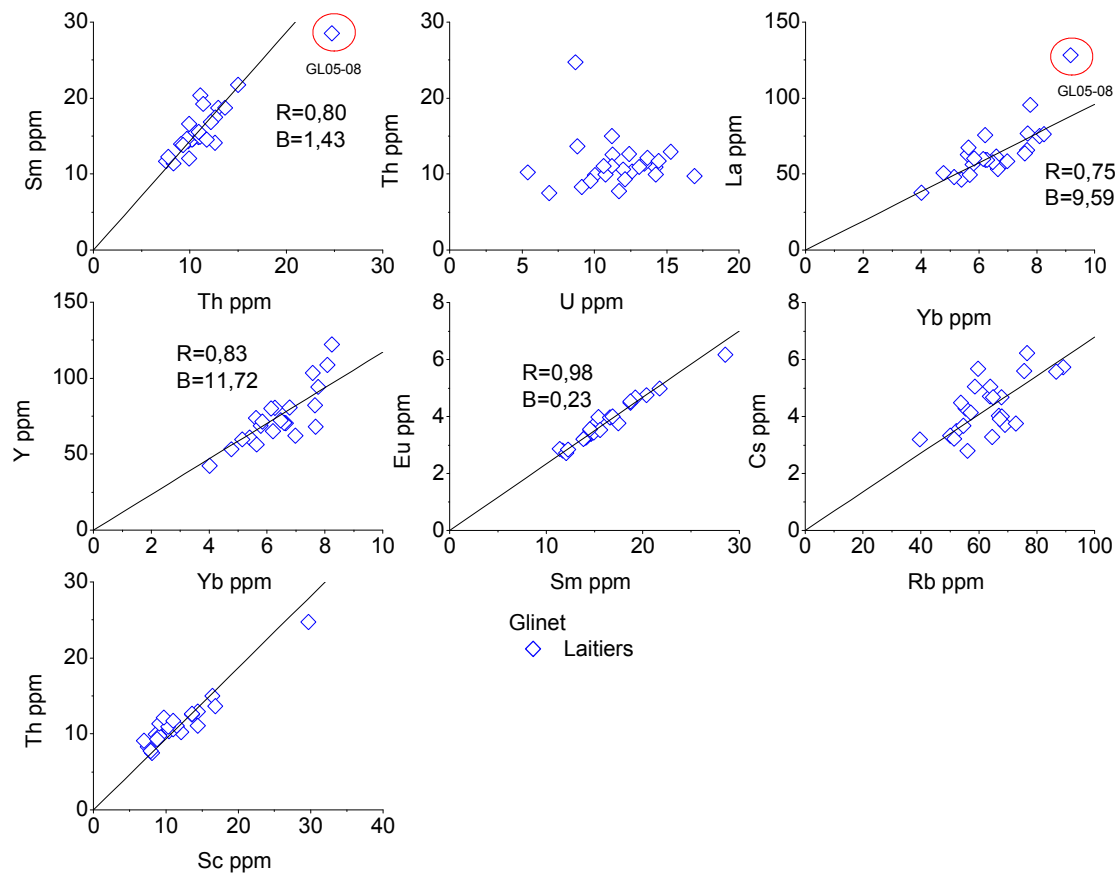 30
20
10
0
Sm ppm
0 10 20 30
Th ppm
GL05-08
R=0,80
B=1,43
30
20
10
0
Th ppm
0 5 10 15 20
U ppm
150
100
50
0
La ppm
0 2 4 6 8 10
Yb ppm
GL05-08
R=0,75
B=9,59
150
100
50
0
Y ppm
0 2 4 6 8 10
Yb ppm
R=0,83
B=11,72
8
6
4
2
0
Eu ppm
0 10 20 30
Sm ppm
R=0,98
B=0,23
8
6
4
2
0
Cs ppm
0 20 40 60 80 100
Rb ppm
30
20
10
0
Th ppm
0 10 20 30 40
Sc ppm
Glinet
Laitiers